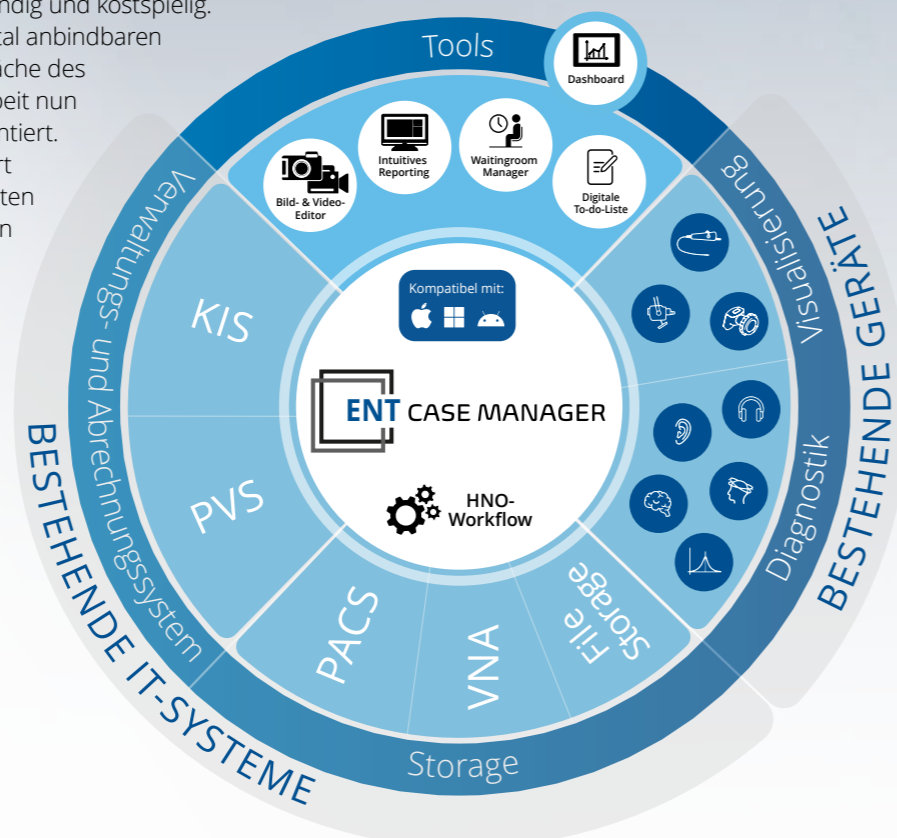 ndig und kostspielig.
tal anbindbaren
äche des
beit nun
ntiert.
rt
ten
n
Tools
Dashboard
Bild- & Video-
Editor
Intuitives
Reporting
Waitingroom
Manager
Digitale
To-do-Liste
Visualisierung
Diagnostik
BESTEHENDE GERÄTE
Verwaltungs- und Abrechnungssystem
KIS
PVS
BESTEHENDE IT-SYSTEME
Kompatibel mit:
ENT CASE MANAGER
HNO-
Workflow
PACS
VNA
File
Storage
Storage